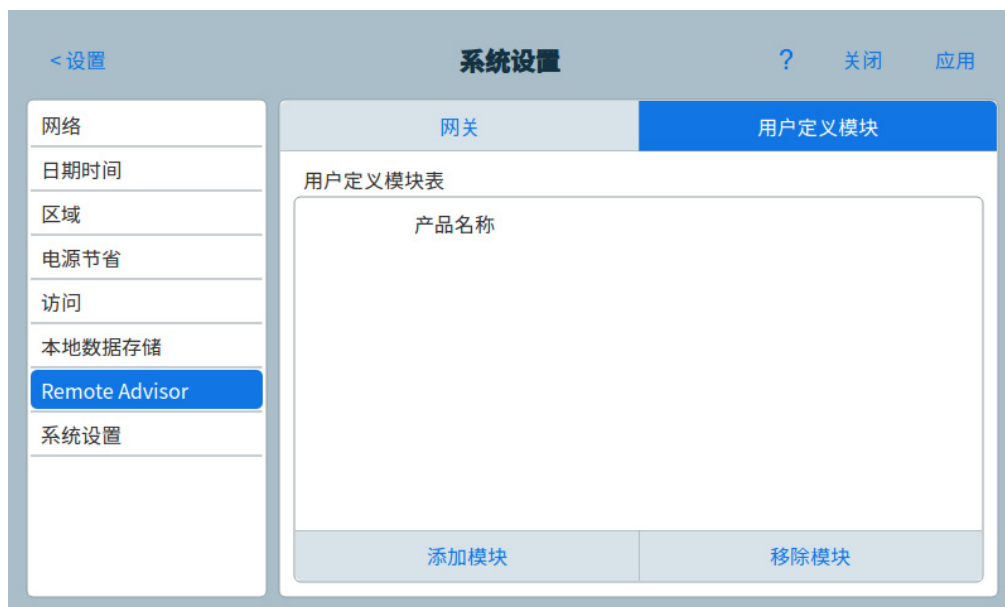 < 设置
系统设置
?
关闭
应用
网络
日期时间
区域
电源节省
访问
本地数据存储
Remote Advisor
系统设置
网关
用户定义模块
用户定义模块表
产品名称
添加模块
移除模块